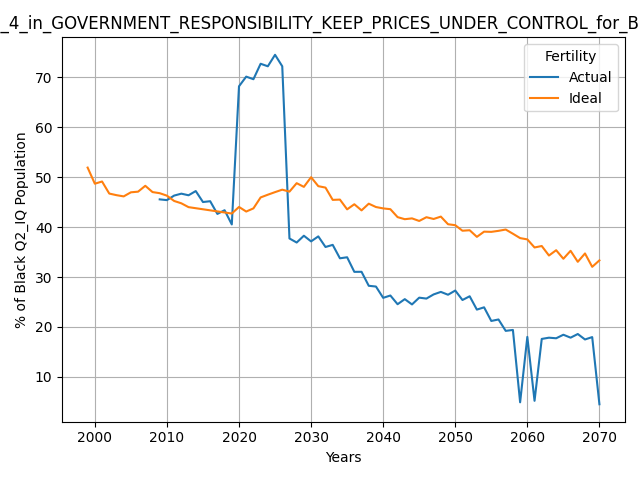 _4_in_GOVERNMENT_RESPONSIBILITY_KEEP_PRICES_UNDER_CONTROL_for_B
Fertility
Actual
Ideal
% of Black Q2_IQ Population
70
60
50
40
30
20
10
2000 2010 2020 2030 2040 2050 2060 2070
Years